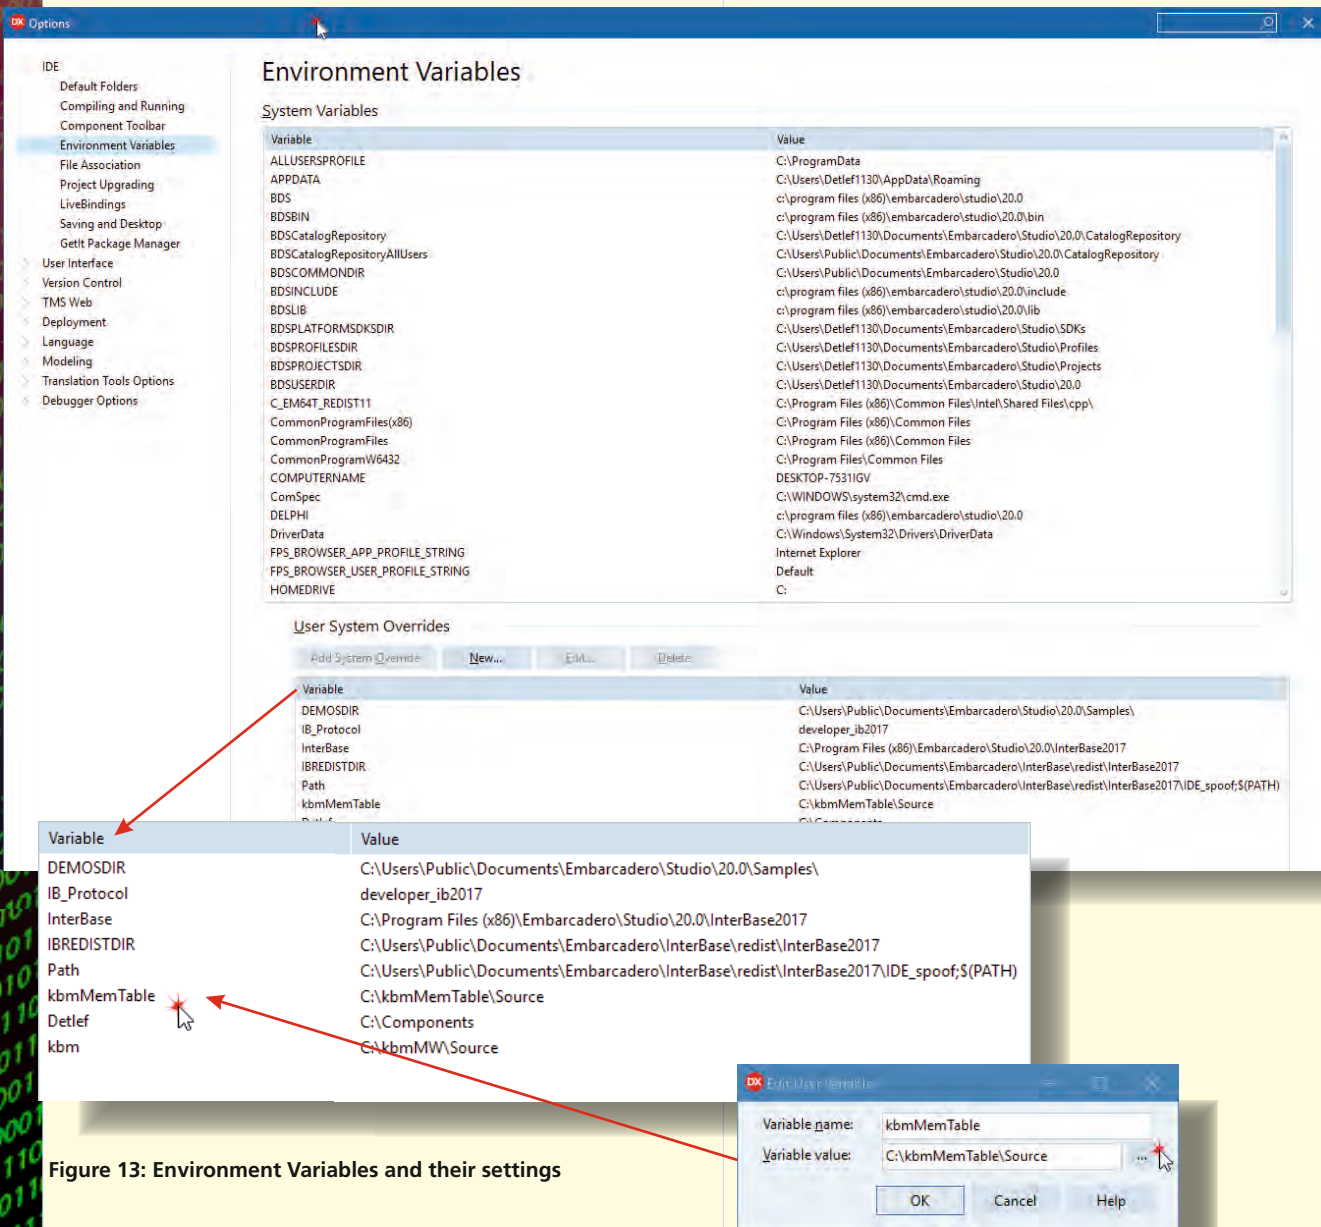 DX Options
IDE
Default Folders
Compiling and Running
Component Toolbar
Environment Variables
File Association
Project Upgrading
LiveBindings
Saving and Desktop
GetIt Package Manager
User Interface
Version Control
TMS Web
Deployment
Language
Modeling
Translation Tools Options
Debugger Options
Environment Variables
System Variables
Variable Value
ALLUSERSPROFILE C:\ProgramData
APPDATA C:\Users\Detlef1130\AppData\Roaming
BDS c:\program files (x86)\embarcadero\studio\20.0
BDSBIN c:\program files (x86)\embarcadero\studio\20.0\bin
BDSCatalogRepository C:\Users\Detlef1130\Documents\Embarcadero\Studio\20.0\CatalogRepository
BDSCatalogRepositoryAllUsers C:\Users\Public\Documents\Embarcadero\Studio\20.0\CatalogRepository
BDSCOMMONDIR C:\Users\Public\Documents\Embarcadero\Studio\20.0
BDSINCLUDE c:\program files (x86)\embarcadero\studio\20.0\include
BDSLIB c:\program files (x86)\embarcadero\studio\20.0\lib
BDSPLATFORMSDKSDIR C:\Users\Detlef1130\Documents\Embarcadero\Studio\SDKs
BDSPROFILESDIR C:\Users\Detlef1130\Documents\Embarcadero\Studio\Profiles
BDSPROJECTSDIR C:\Users\Detlef1130\Documents\Embarcadero\Studio\Projects
BDSUSERDIR C:\Users\Detlef1130\Documents\Embarcadero\Studio\20.0
C_EM64T_REDIST11 C:\Program Files (x86)\Common Files\Intel\Shared Files\cpp\
CommonProgramFiles(x86) C:\Program Files (x86)\Common Files
CommonProgramFiles C:\Program Files (x86)\Common Files
CommonProgramW6432 C:\Program Files\Common Files
COMPUTERNAME DESKTOP-7531IGV
ComSpec C:\WINDOWS\system32\cmd.exe
DELPHI c:\program files (x86)\embarcadero\studio\20.0
DriverData C:\Windows\System32\Drivers\DriverData
FPS_BROWSER_APP_PROFILE_STRING Internet Explorer
FPS_BROWSER_USER_PROFILE_STRING Default
HOMEDRIVE C:
User System Overrides
Add System Override New... Edit... Delete
Variable Value
DEMOSDIR C:\Users\Public\Documents\Embarcadero\Studio\20.0\Samples\
IB_Protocol developer_ib2017
InterBase C:\Program Files (x86)\Embarcadero\Studio\20.0\InterBase2017
IBREDISTDIR C:\Users\Public\Documents\Embarcadero\InterBase\redist\InterBase2017
Path C:\Users\Public\Documents\Embarcadero\InterBase\redist\InterBase2017\IDE_spoof;$(PATH)
kbmMemTable C:\kbmMemTable\Source
Variable Value
DEMOSDIR C:\Users\Public\Documents\Embarcadero\Studio\20.0\Samples\
IB_Protocol developer_ib2017
InterBase C:\Program Files (x86)\Embarcadero\Studio\20.0\InterBase2017
IBREDISTDIR C:\Users\Public\Documents\Embarcadero\InterBase\redist\InterBase2017
Path C:\Users\Public\Documents\Embarcadero\InterBase\redist\InterBase2017\IDE_spoof;$(PATH)
kbmMemTable C:\kbmMemTable\Source
Detlef C:\Components
kbm C:\kbmMW\Source
DX Edit User Variable
Variable name: kbmMemTable
Variable value: C:\kbmMemTable\Source ...
OK Cancel Help
Figure 13: Environment Variables and their settings